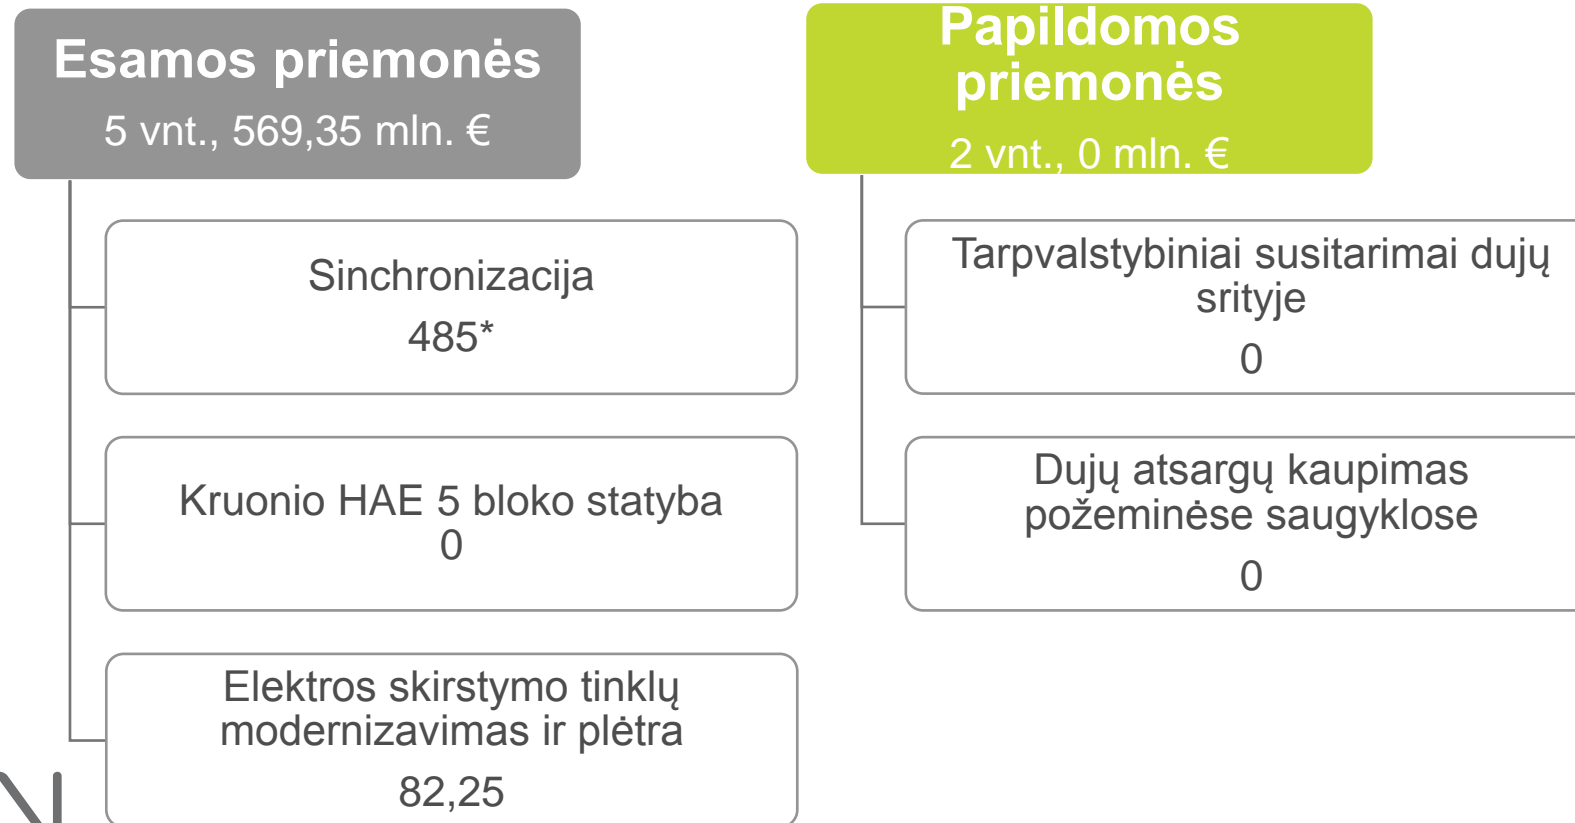 Esamos priemonės
5 vnt., 569,35 mln. €
Sinchronizacija
485*
Kruonio HAE 5 bloko statyba
0
Elektros skirstymo tinklų
modernizavimas ir plėtra
82,25
Papildomos
priemonės
2 vnt., 0 mln. €
Tarpvalstybiniai susitarimai dujų
srityje
0
Dujų atsargų kaupimas
požeminėse saugyklose
0